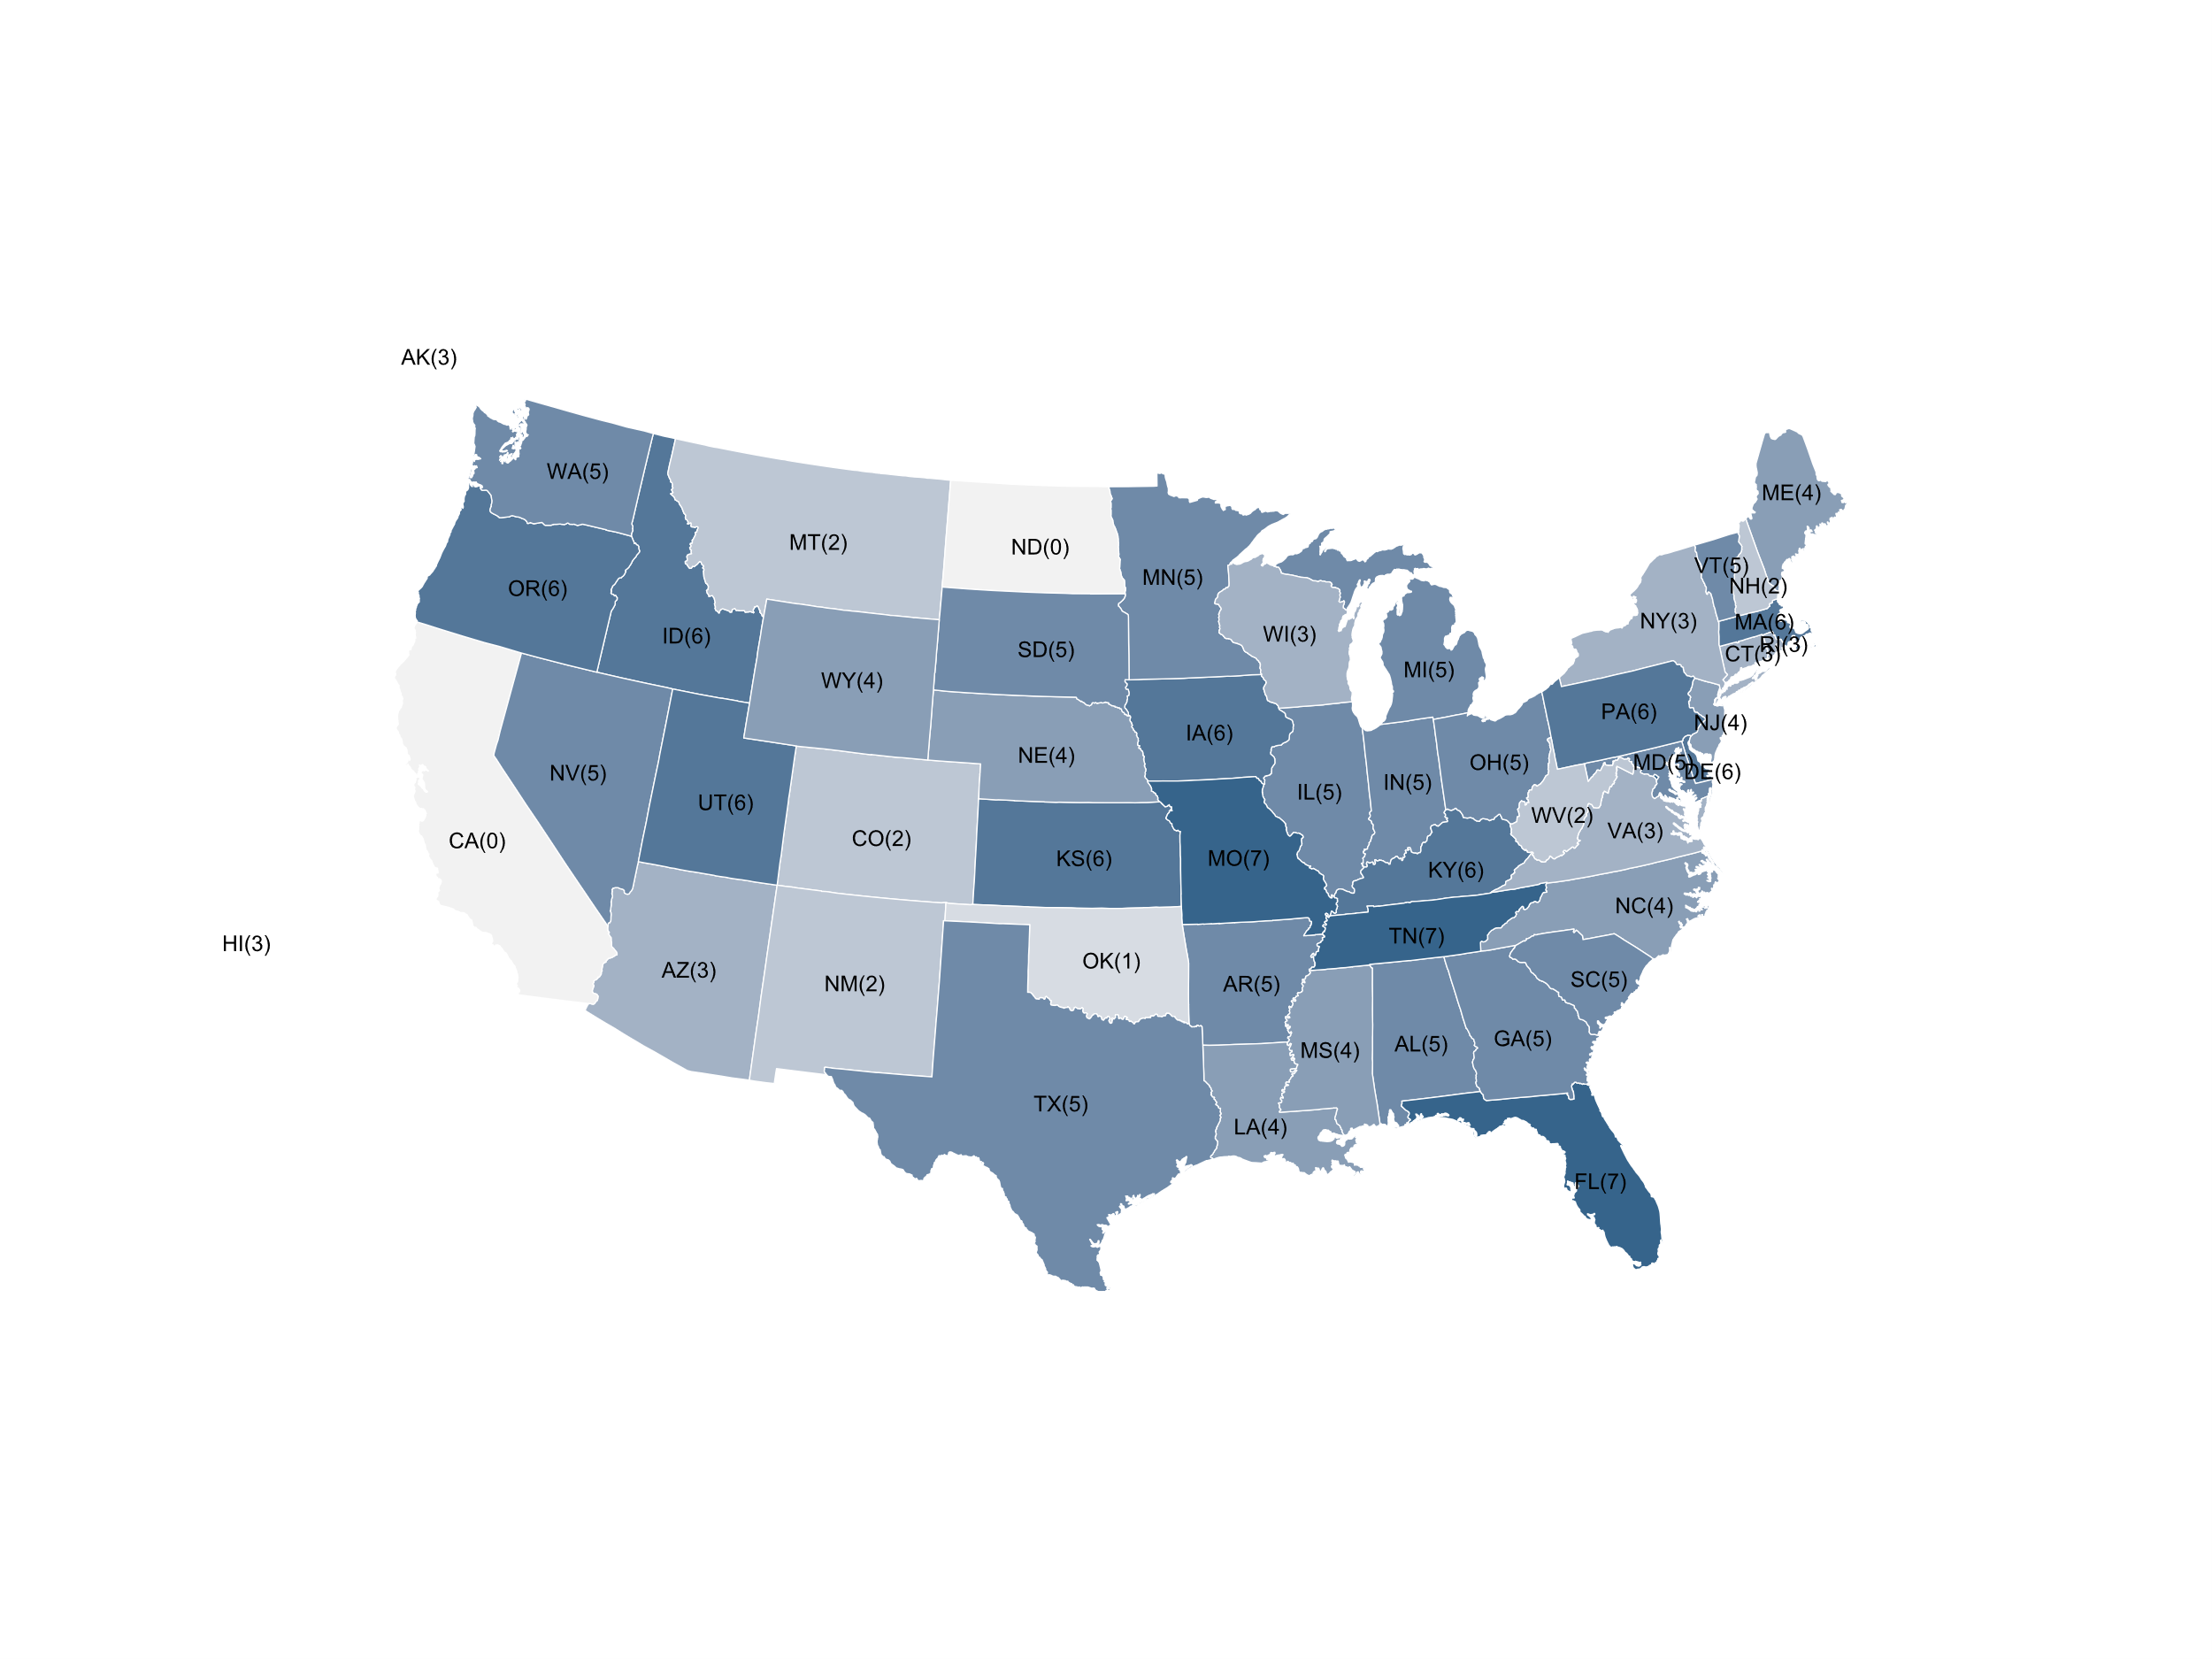 AK(3)
WA(5)
ME(4)
MT(2)
ND(0)
VT(5)
MN(5)
NH(2)
OR(6)
NY(3)
MA(6)
ID(6)
WI(3)
RI(3)
SD(5)
CT(3)
MI(5)
WY(4)
PA(6)
NJ(4)
IA(6)
NE(4)
OH(5)
MD(5)
DE(6)
NV(5)
IN(5)
IL(5)
UT(6)
WV(2)
VA(3)
CO(2)
CA(0)
KS(6)
MO(7)
KY(6)
NC(4)
TN(7)
HI(3)
OK(1)
AZ(3)
SC(5)
NM(2)
AR(5)
GA(5)
AL(5)
MS(4)
TX(5)
LA(4)
FL(7)